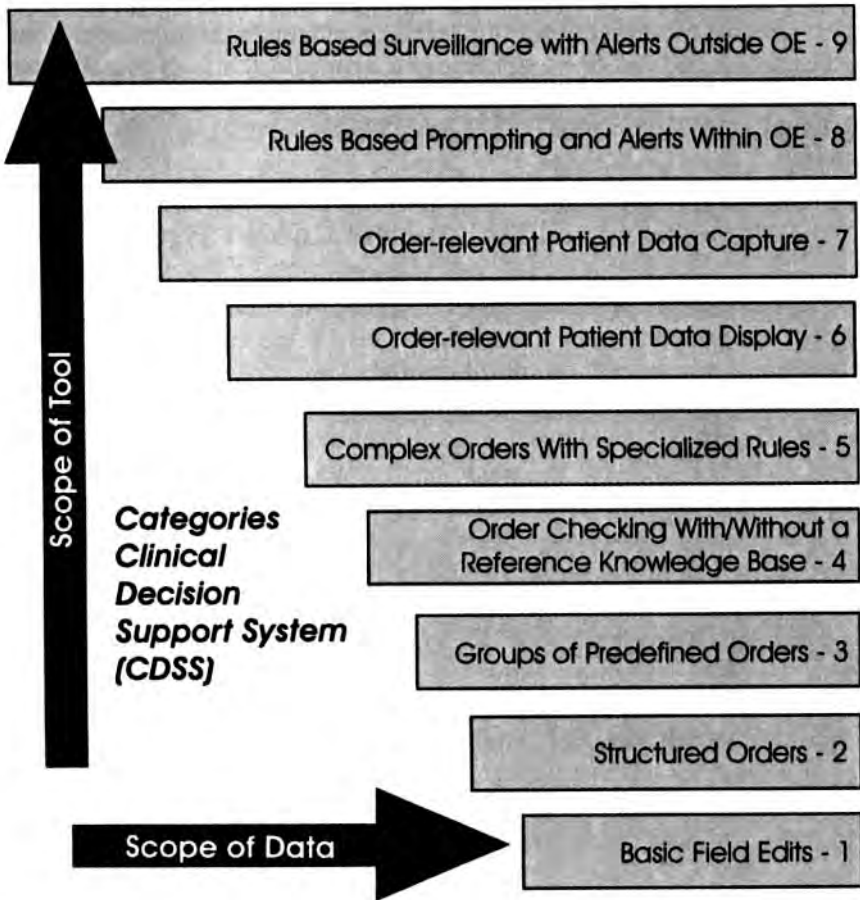 Rules Based Surveillance with Alerts Outside OE - 9
Rules Based Prompting and Alerts Within OE - 8
Order-relevant Patient Data Capture - 7
Order-relevant Patient Data Display - 6
Complex Orders With Specialized Rules - 5
Order Checking With/Without a
Reference Knowledge Base - 4
Groups of Predefined Orders - 3
Structured Orders - 2
Basic Field Edits - 1
Scope of Tool
Categories
Clinical
Decision
Support System
(CDSS)
Scope of Data